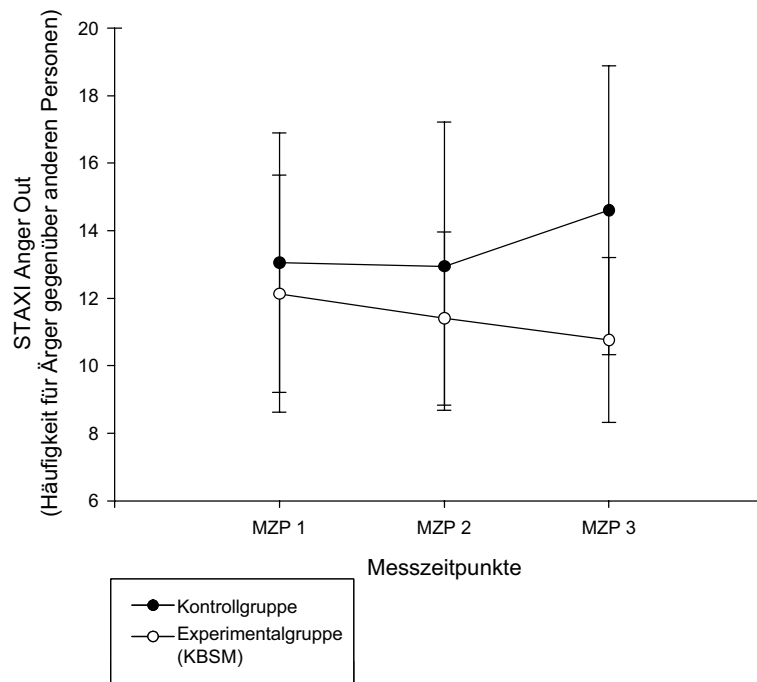 STAXI Anger Out
(Häufigkeit für Ärger gegenüber anderen Personen)
20
18
16
14
12
10
8
6
MZP 1 MZP 2 MZP 3
Messzeitpunkte
Kontrollgruppe
Experimentalgruppe
(KBSM)